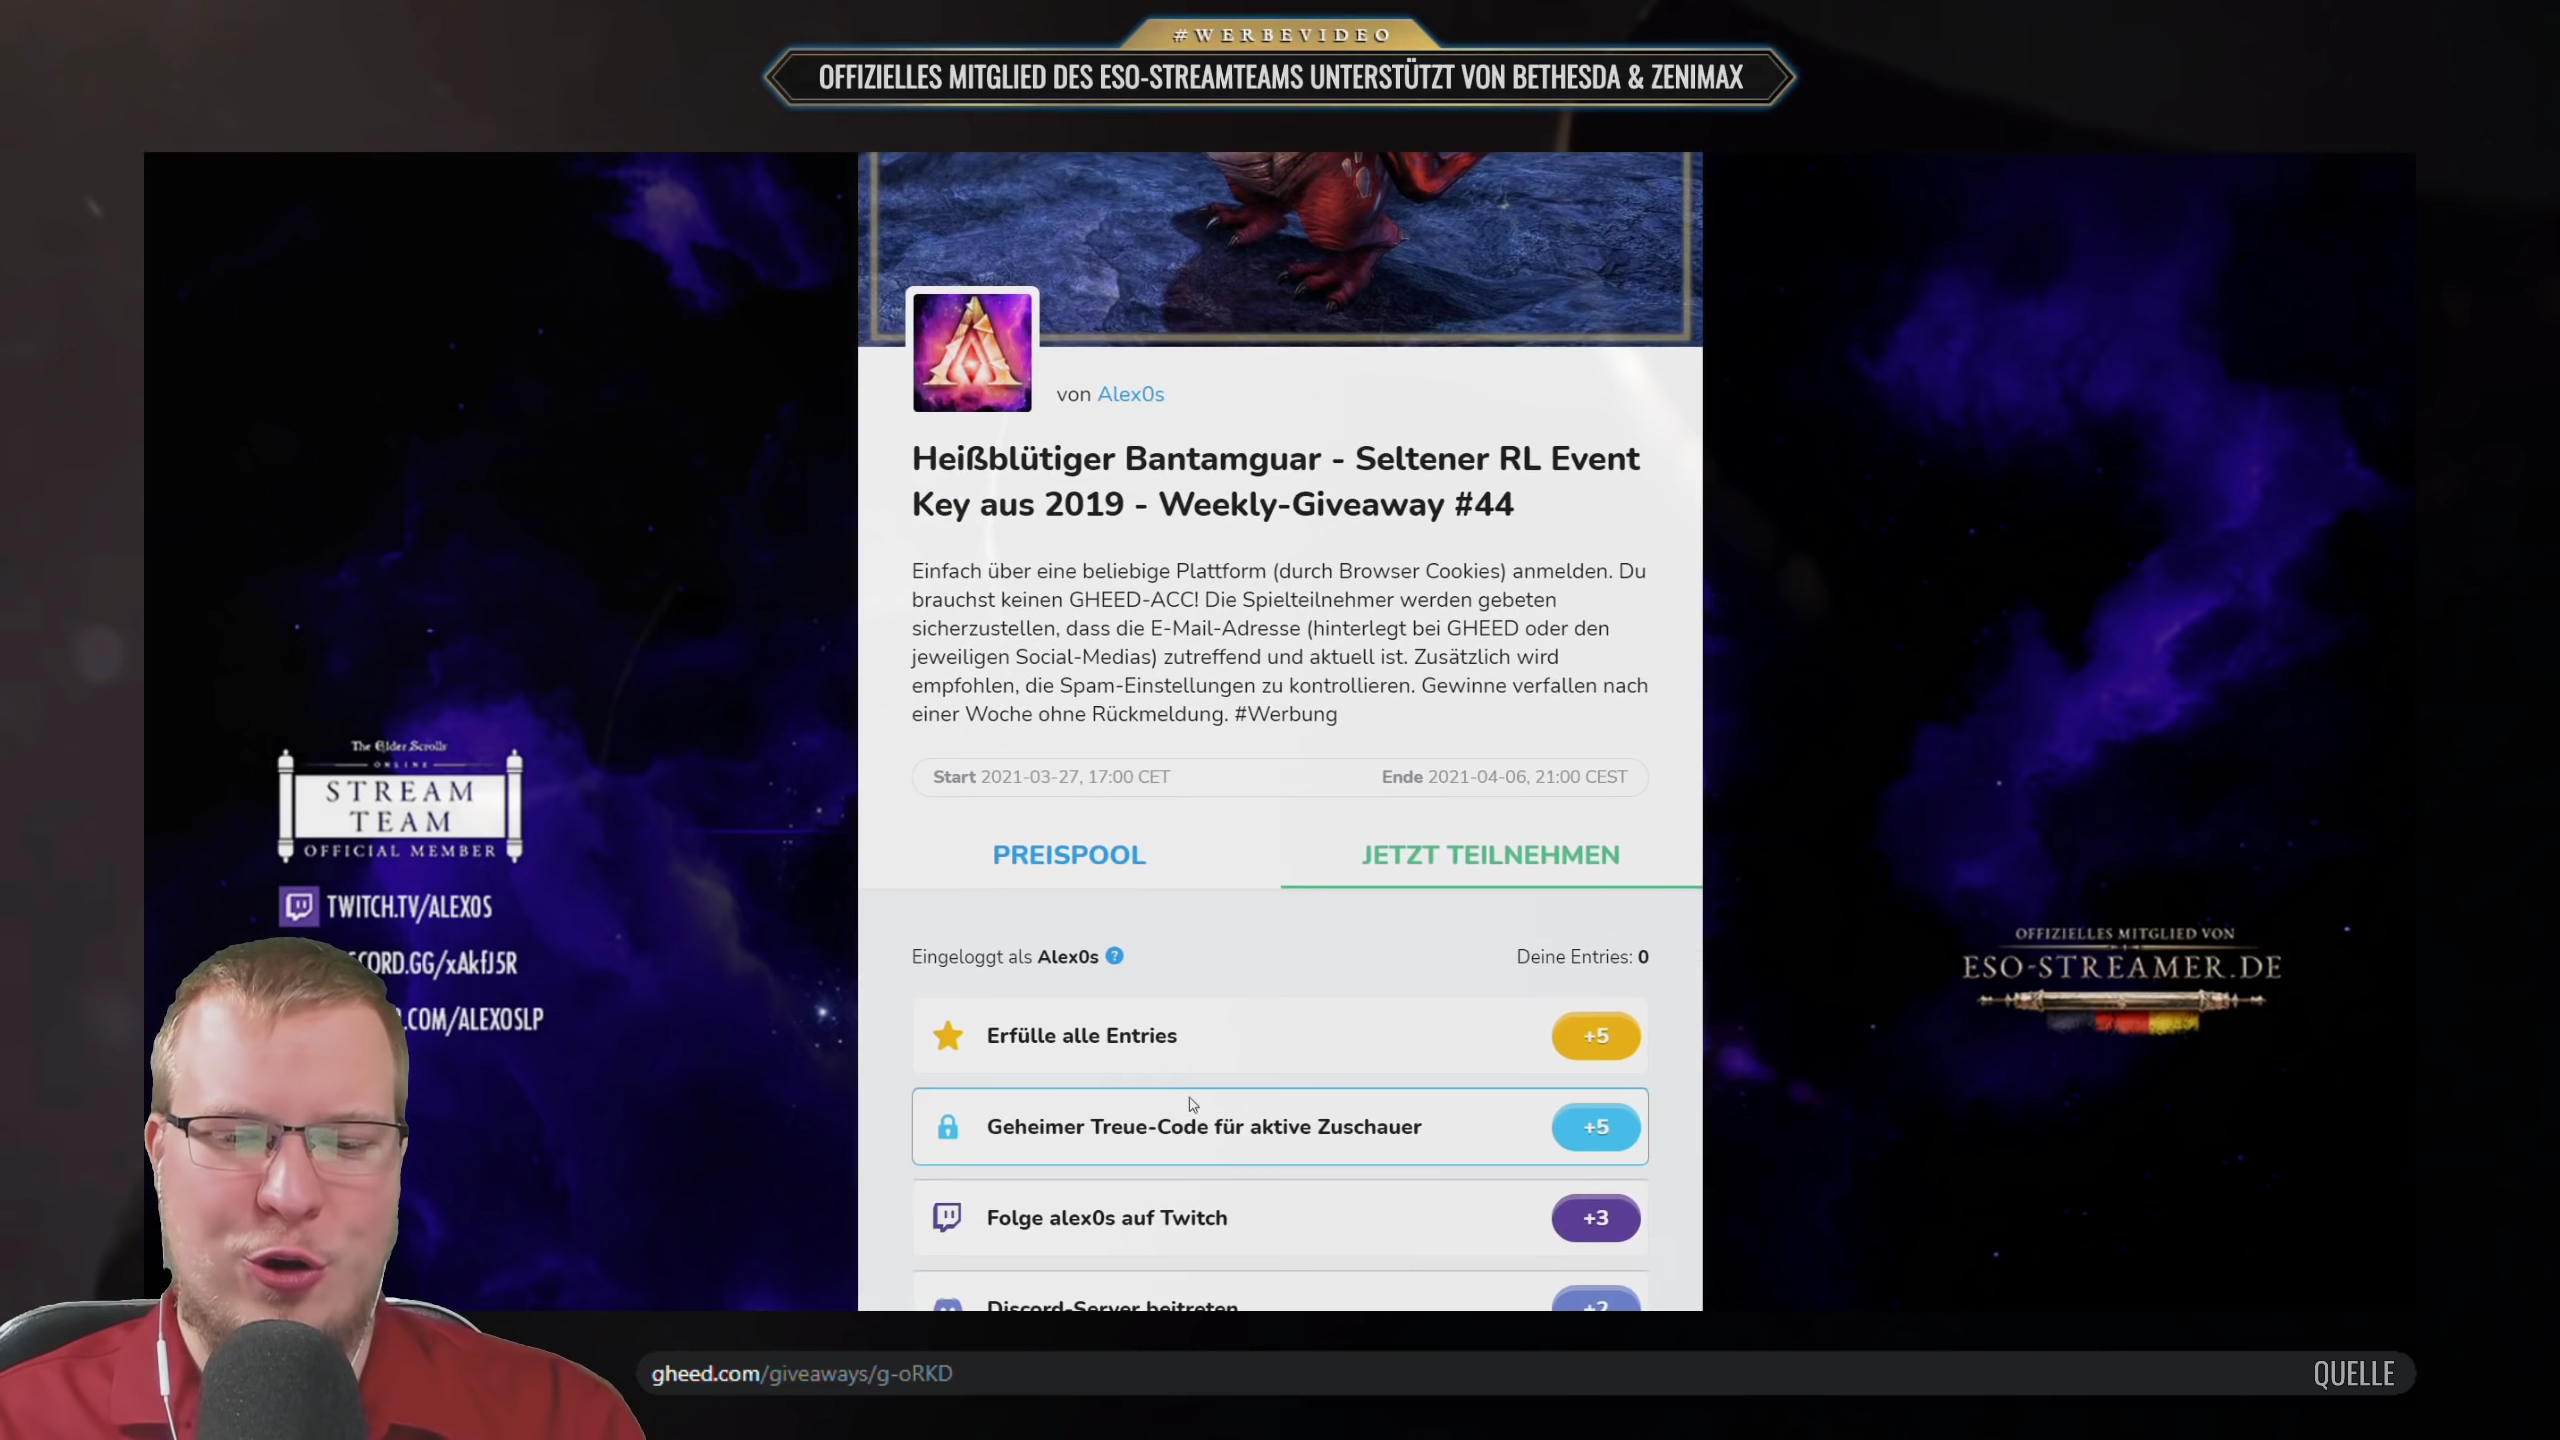 #WERBEVIDEO
OFFIZIELLES MITGLIED DES ESO-STREAMTEAMS UNTERSTÜTZT VON BETHESDA & ZENIMAX
von Alex0s
Heißblütiger Bantamguar - Seltener RL Event
Key aus 2019 - Weekly-Giveaway #44
Einfach über eine beliebige Plattform (durch Browser Cookies) anmelden. Du
brauchst keinen GHEED-ACC! Die Spielteilnehmer werden gebeten
sicherzustellen, dass die E-Mail-Adresse (hinterlegt bei GHEED oder den
jeweiligen Social-Medias) zutreffend und aktuell ist. Zusätzlich wird
empfohlen, die Spam-Einstellungen zu kontrollieren. Gewinne verfallen nach
einer Woche ohne Rückmeldung. #Werbung
Start 2021-03-27, 17:00 CET Ende 2021-04-06, 21:00 CEST
PREISPOOL JETZT TEILNEHMEN
Eingeloggt als Alex0s ? Deine Entries: 0
Erfülle alle Entries +5
Geheimer Treue-Code für aktive Zuschauer +5
Folge alex0s auf Twitch +3
Discord-Server beitreten +2
The Elder Scrolls
ONLINE
STREAM
TEAM
OFFICIAL MEMBER
TWITCH.TV/ALEX0S
CORD.GG/xAkfJ5R
.COM/ALEXOSLP
OFFIZIELLES MITGLIED VON
ESO-STREAMER.DE
gheed.com/giveaways/g-oRKD
QUELLE